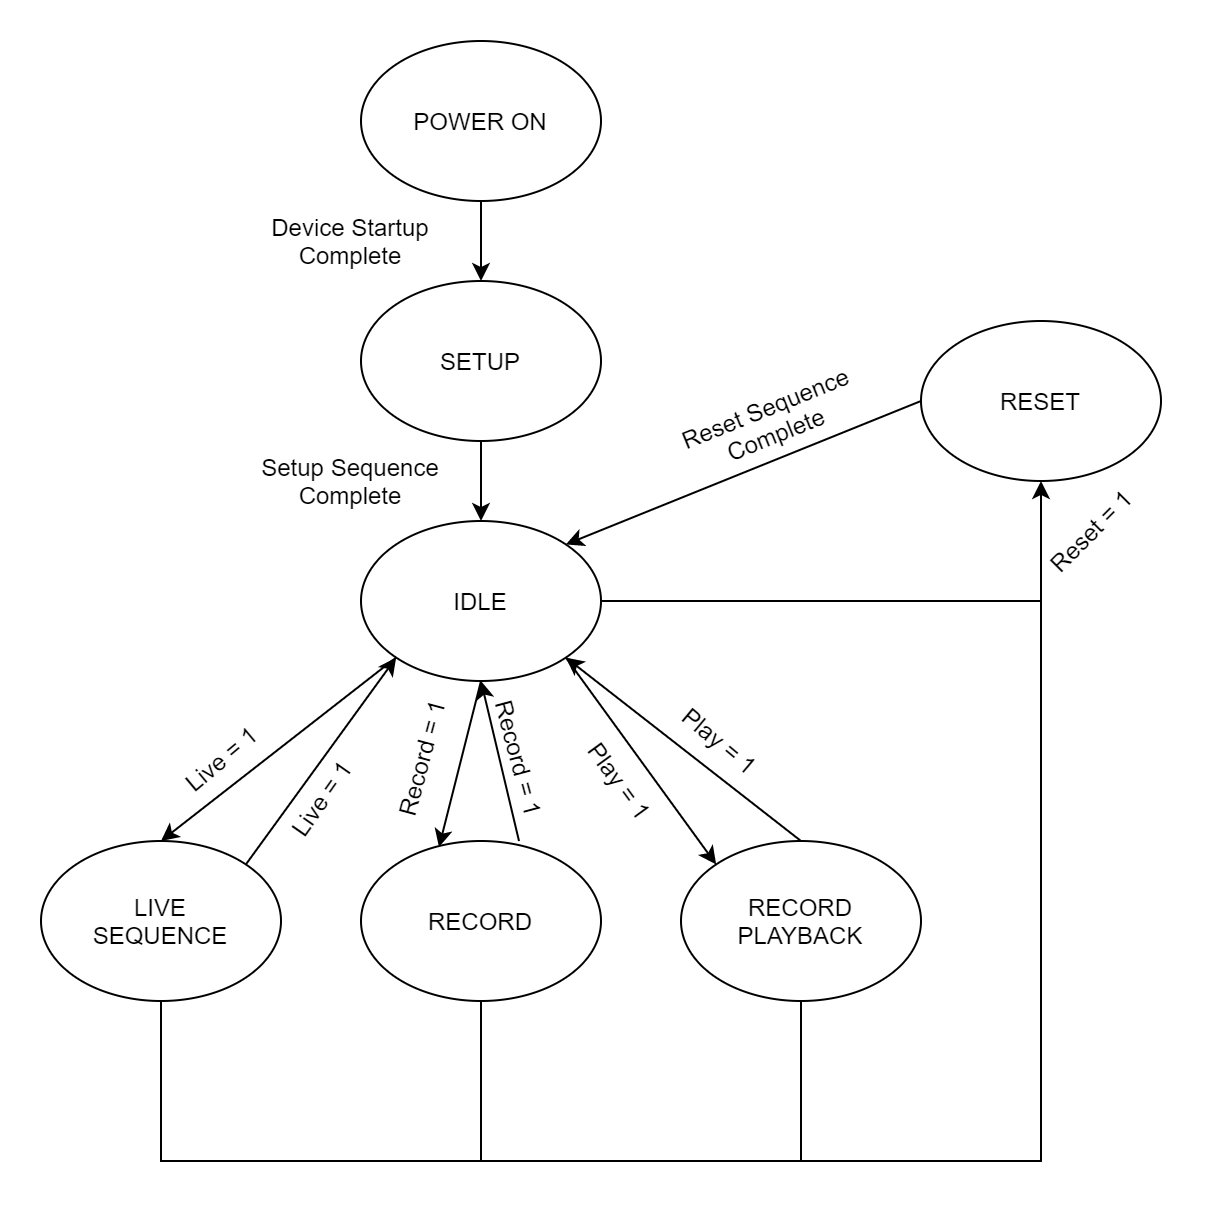 POWER ON
Device Startup
Complete
SETUP
Reset Sequence
Complete
RESET
Setup Sequence
Complete
Reset = 1
IDLE
Live = 1
Live = 1
Record = 1
Record = 1
Play = 1
Play = 1
LIVE
SEQUENCE
RECORD
RECORD
PLAYBACK